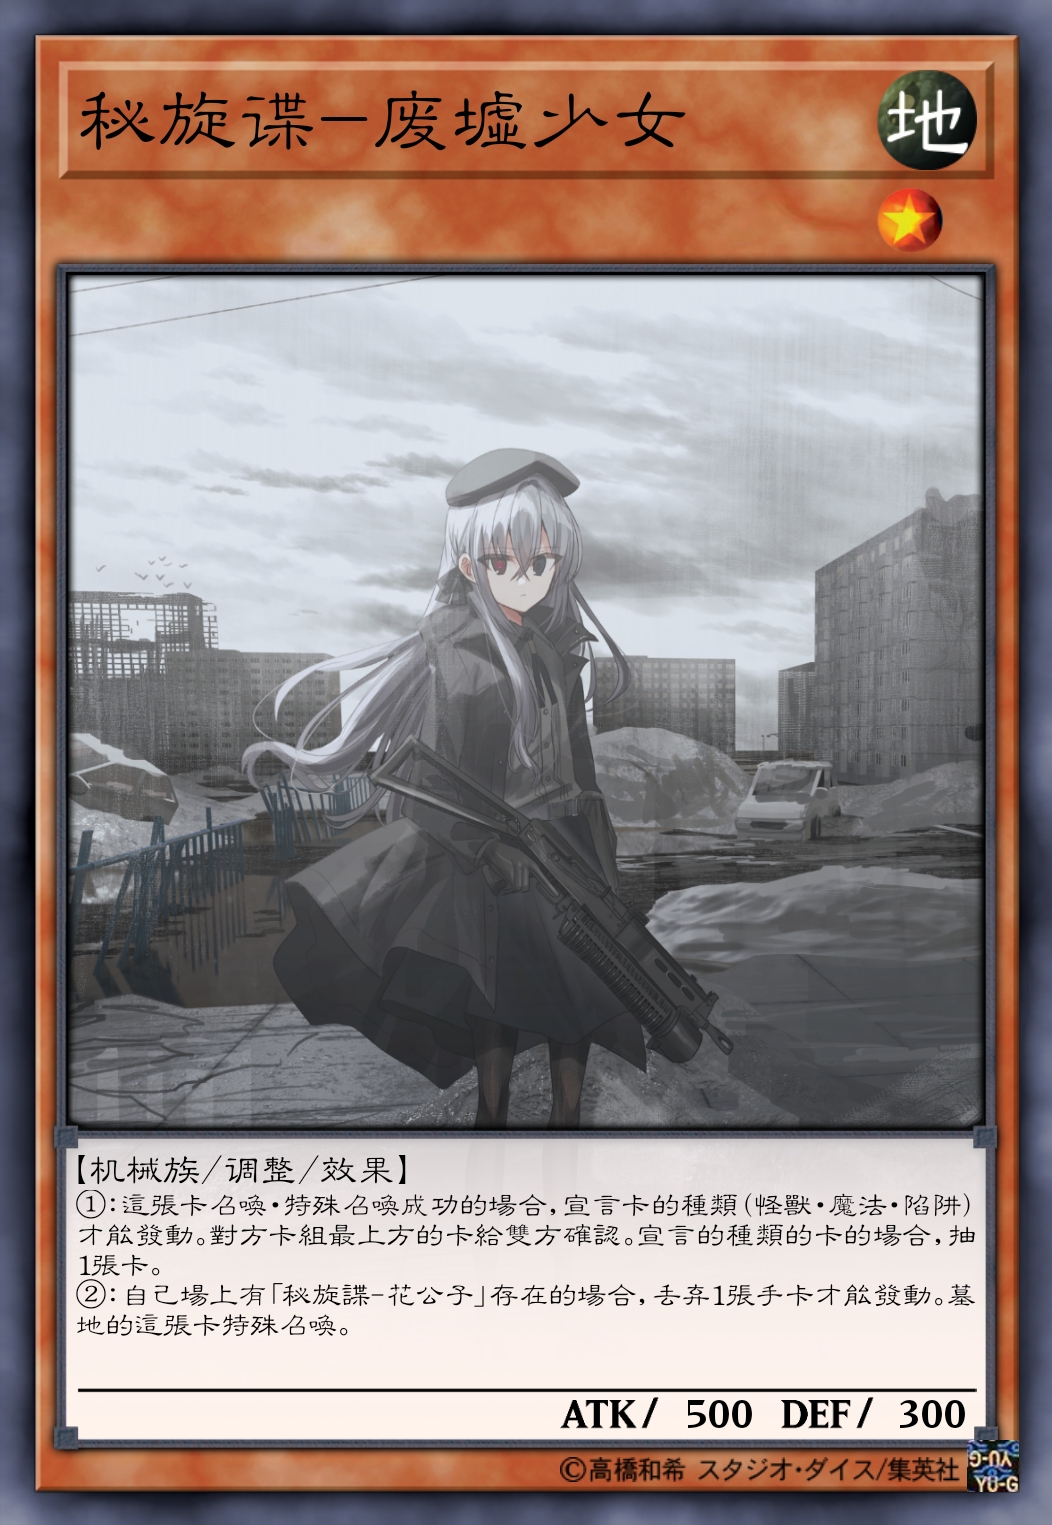 秘旋谍-废墟少女
地
【机械族/调整/效果】
①:這張卡召喚・特殊召喚成功的場合,宣言卡的種類(怪獸・魔法・陷阱)
才能發動。對方卡組最上方的卡給雙方確認。宣言的種類的卡的場合,抽
1張卡。
②:自己場上有「秘旋諜-花公子」存在的場合,丢弃1張手卡才能發動。墓
地的這張卡特殊召喚。
ATK/ 500 DEF/ 300
©高橋和希 スタジオ・ダイス/集英社
YU-G
YU-G